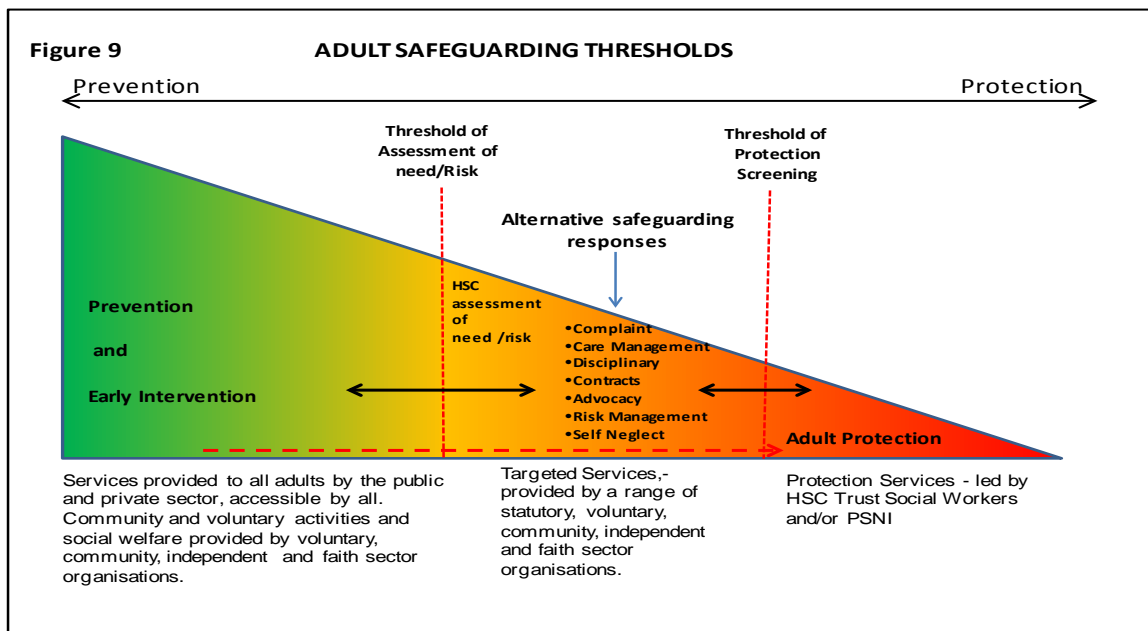 Figure 9
ADULT SAFEGUARDING THRESHOLDS
Prevention
Protection
Threshold of
Assessment of
need/Risk
Threshold of
Protection
Screening
Alternative safeguarding
responses
HSC
assessment
of
need /risk
Prevention
and
Early Intervention
•Complaint
•Care Management
•Disciplinary
•Contracts
•Advocacy
•Risk Management
•Self Neglect
Adult Protection
Services provided to all adults by the public
and private sector, accessible by all.
Community and voluntary activities and
social welfare provided by voluntary,
community, independent and faith sector
organisations.
Targeted Services,-
provided by a range of
statutory, voluntary,
community, independent
and faith sector
organisations.
Protection Services - led by
HSC Trust Social Workers
and/or PSNI